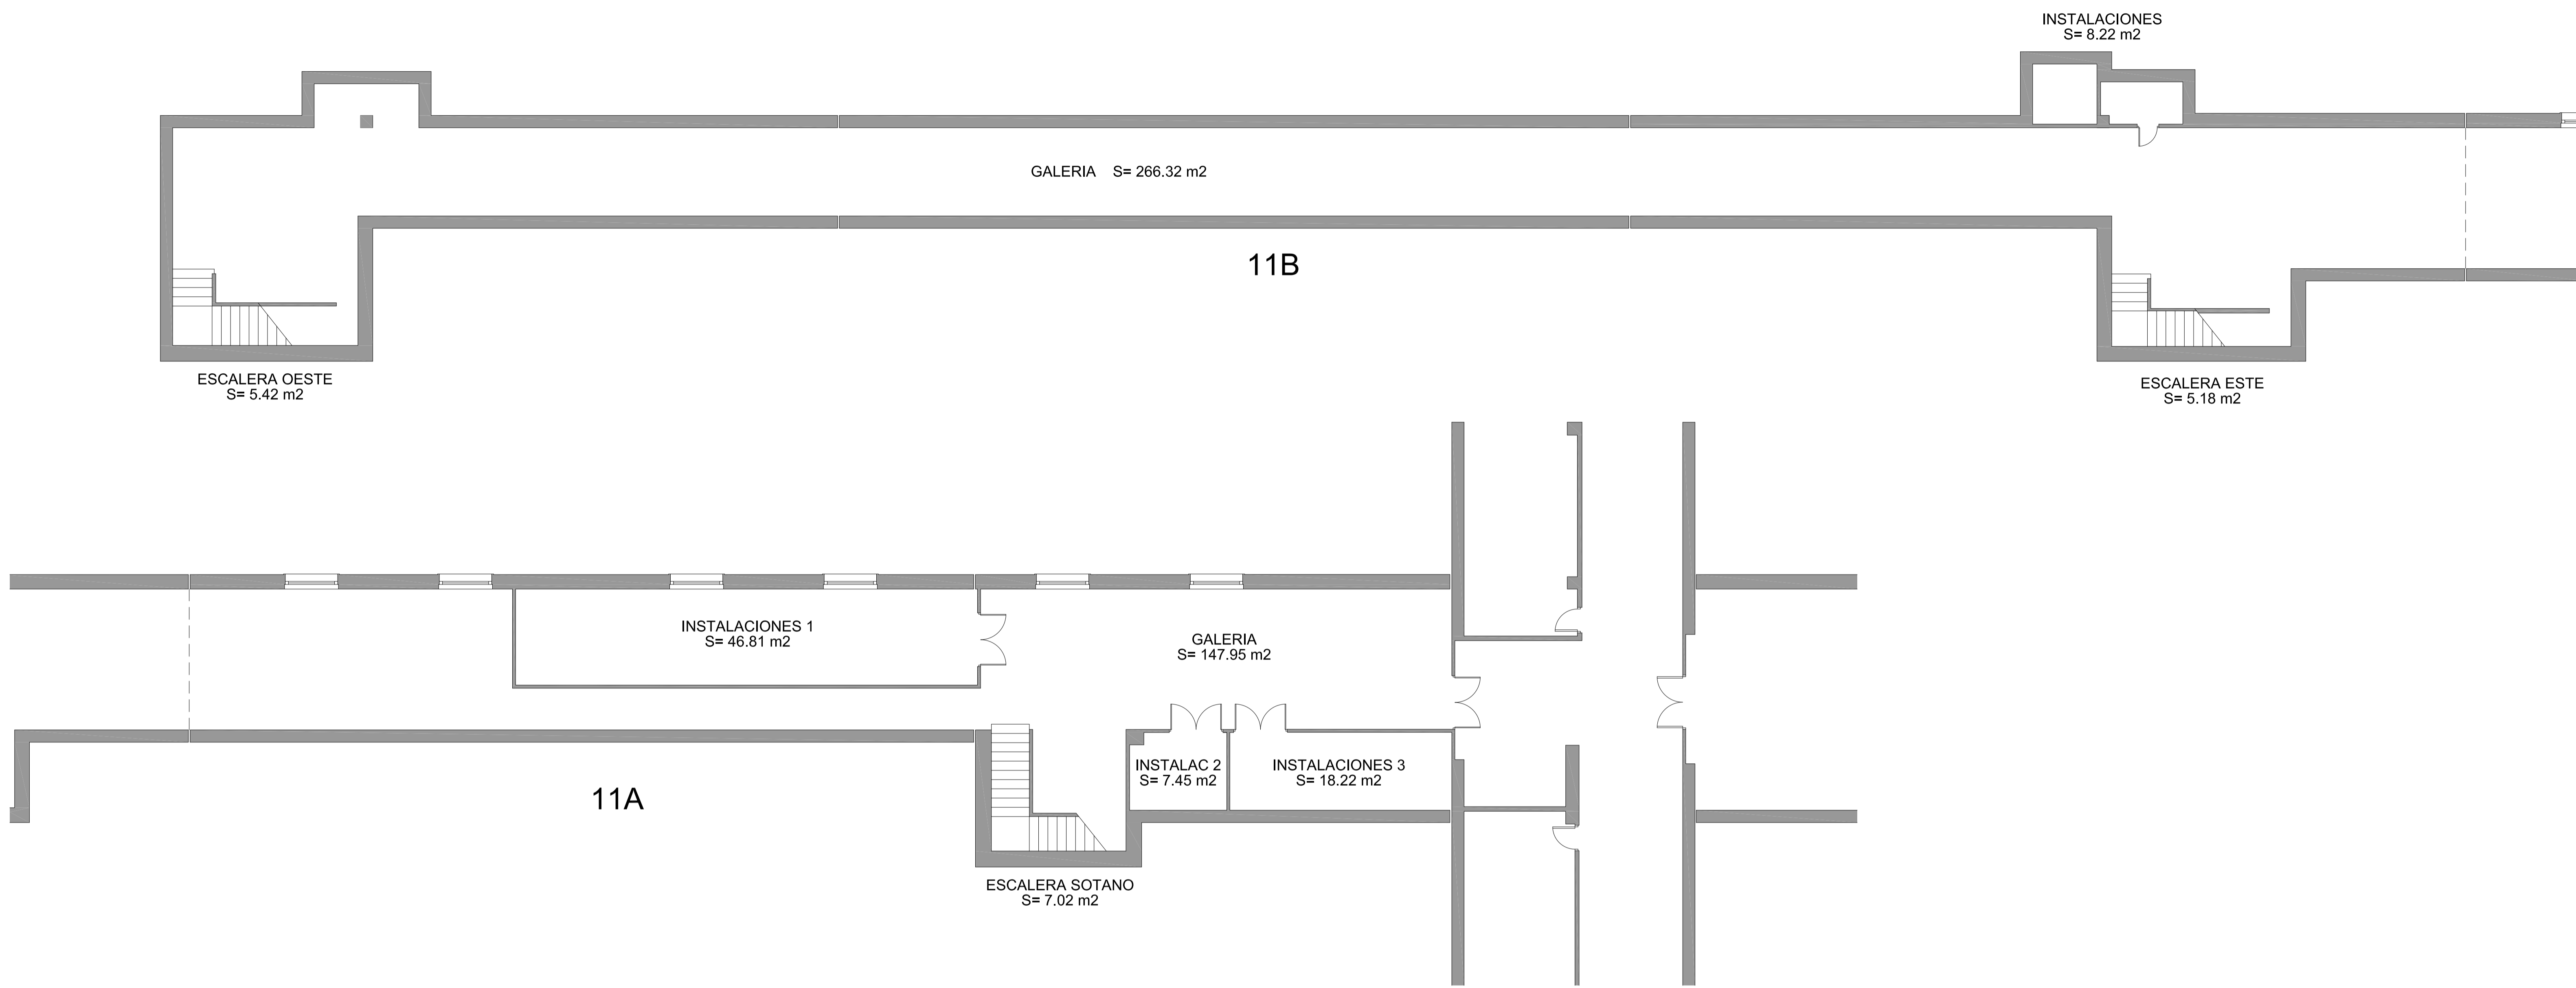 INSTALACIONES
S= 8.22 m2
GALERIA S= 266.32 m2
11B
ESCALERA OESTE
S= 5.42 m2
ESCALERA ESTE
S= 5.18 m2
INSTALACIONES 1
S= 46.81 m2
GALERIA
S= 147.95 m2
INSTALAC 2
S= 7.45 m2
INSTALACIONES 3
S= 18.22 m2
11A
ESCALERA SOTANO
S= 7.02 m2